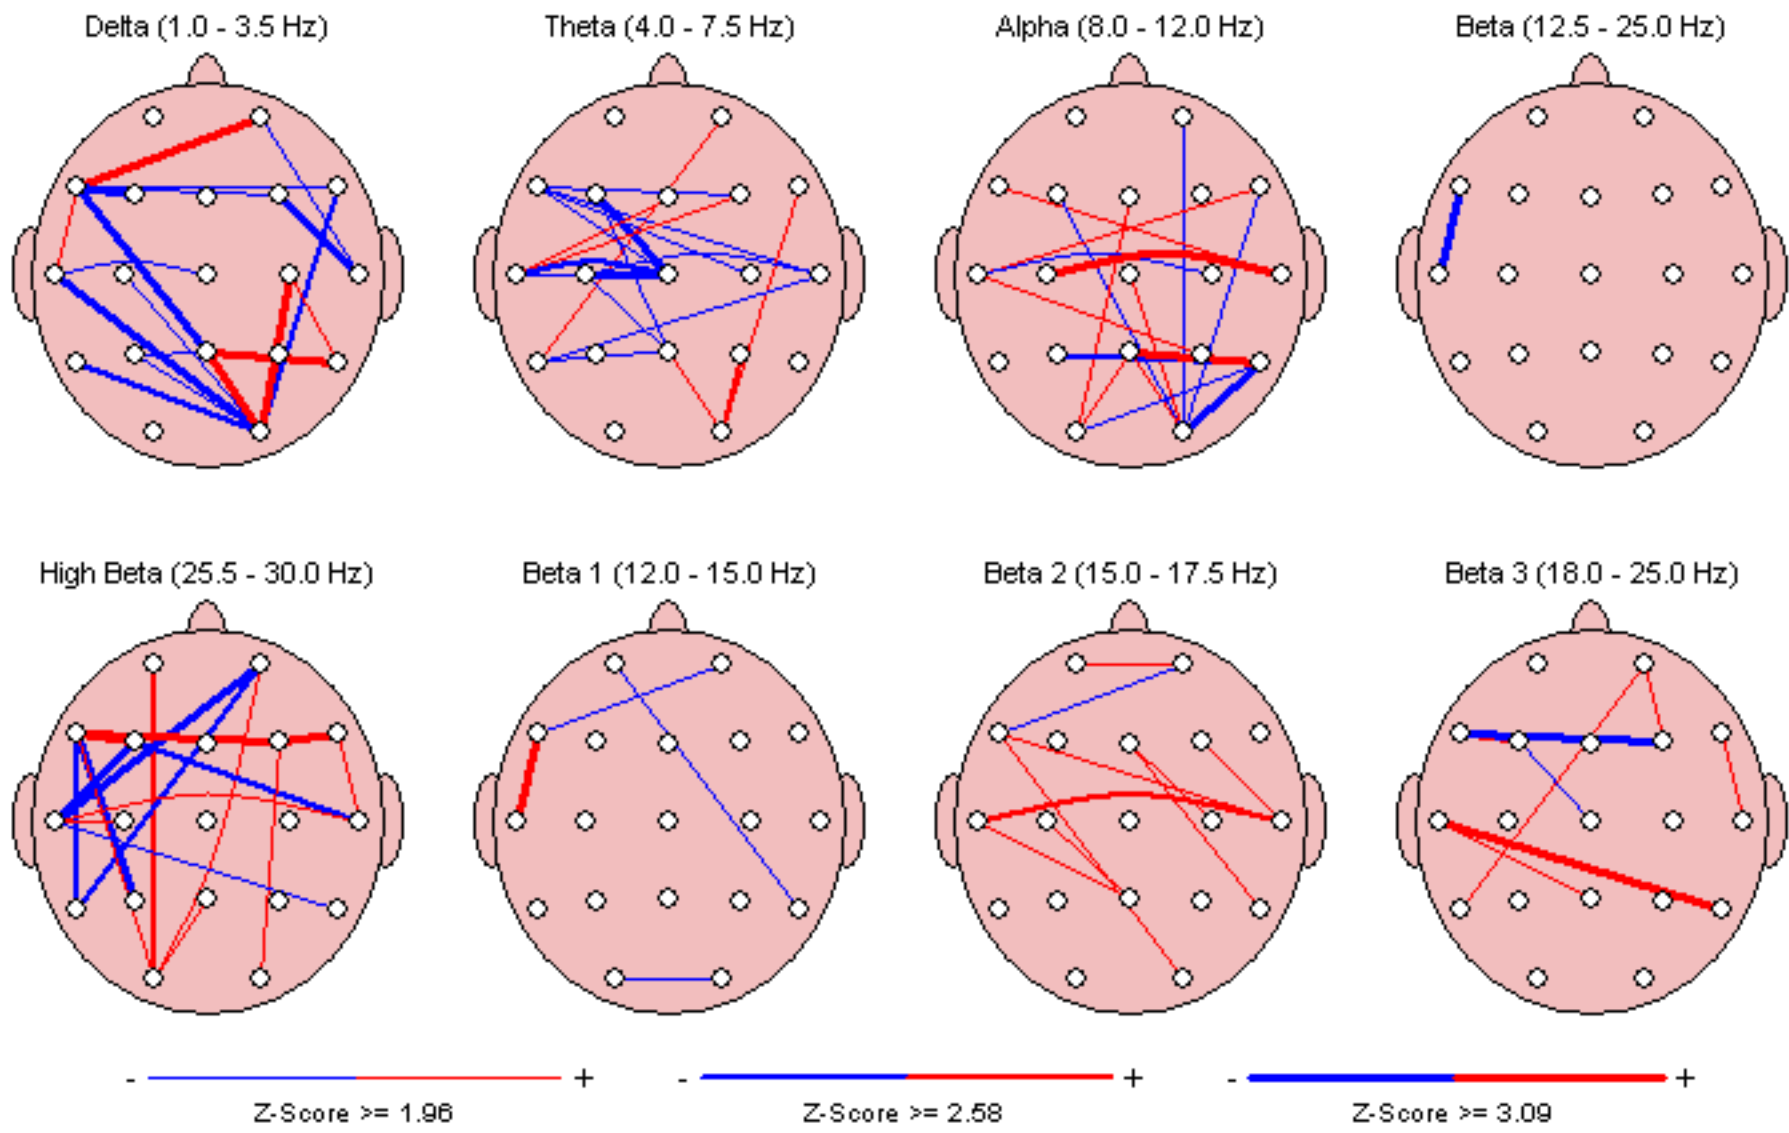 Delta (1.0 - 3.5 Hz)
Theta (4.0 - 7.5 Hz)
Alpha (8.0 - 12.0 Hz)
Beta (12.5 - 25.0 Hz)
High Beta (25.5 - 30.0 Hz)
Beta 1 (12.0 - 15.0 Hz)
Beta 2 (15.0 - 17.5 Hz)
Beta 3 (18.0 - 25.0 Hz)
- +
- +
- +
Z-Score >= 1.96
Z-Score >= 2.58
Z-Score >= 3.09